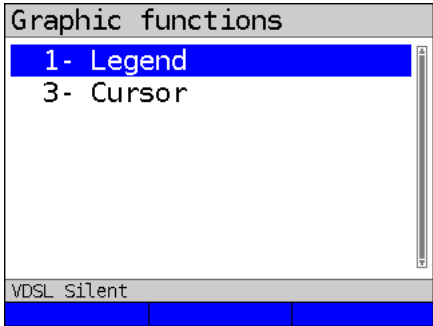 Graphic functions
1- Legend
3- Cursor
VDSL Silent